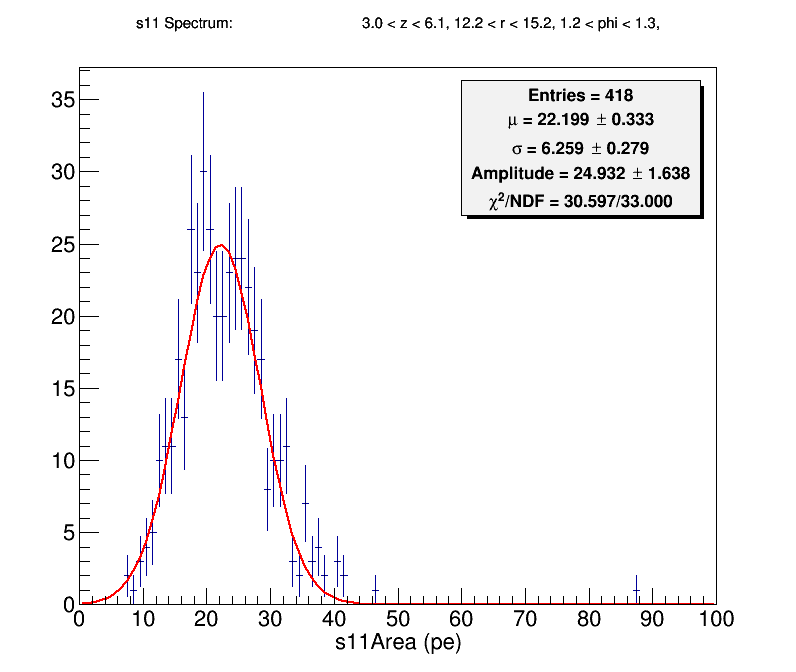 s11 Spectrum: 3.0 < z < 6.1, 12.2 < r < 15.2, 1.2 < phi < 1.3,
Entries = 418
μ = 22.199 ± 0.333
σ = 6.259 ± 0.279
Amplitude = 24.932 ± 1.638
χ²/NDF = 30.597/33.000
35
30
25
20
15
10
5
0
0 10 20 30 40 50 60 70 80 90 100
s11Area (pe)